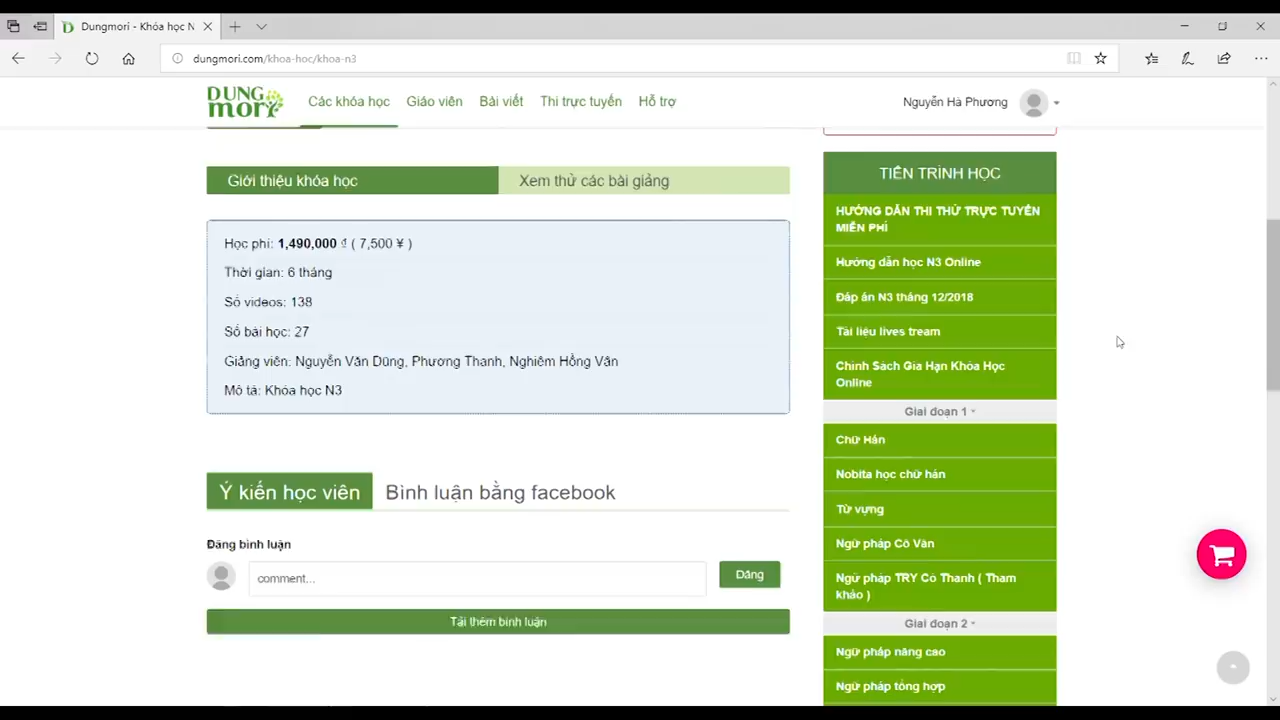 Dungmori - Khóa học N
dungmori.com/khoa-hoc/khoa-n3
DUNG
mori
Các khóa học
Giáo viên
Bài viết
Thi trực tuyến
Hỗ trợ
Nguyễn Hà Phương
Giới thiệu khóa học
Xem thử các bài giảng
Học phí: 1,490,000 ₫ ( 7,500 ¥ )
Thời gian: 6 tháng
Số videos: 138
Số bài học: 27
Giảng viên: Nguyễn Văn Dũng, Phương Thanh, Nghiêm Hồng Vân
Mô tả: Khóa học N3
Ý kiến học viên
Bình luận bằng facebook
Đăng bình luận
comment...
Đăng
Tải thêm bình luận
TIẾN TRÌNH HỌC
HƯỚNG DẪN THI THỬ TRỰC TUYẾN
MIỄN PHÍ
Hướng dẫn học N3 Online
Đáp án N3 tháng 12/2018
Tài liệu lives tream
Chính Sách Gia Hạn Khóa Học
Online
Giai đoạn 1
Chữ Hán
Nobita học chữ hán
Từ vựng
Ngữ pháp Cô Vân
Ngữ pháp TRY Cô Thanh ( Tham
khảo )
Giai đoạn 2
Ngữ pháp nâng cao
Ngữ pháp tổng hợp